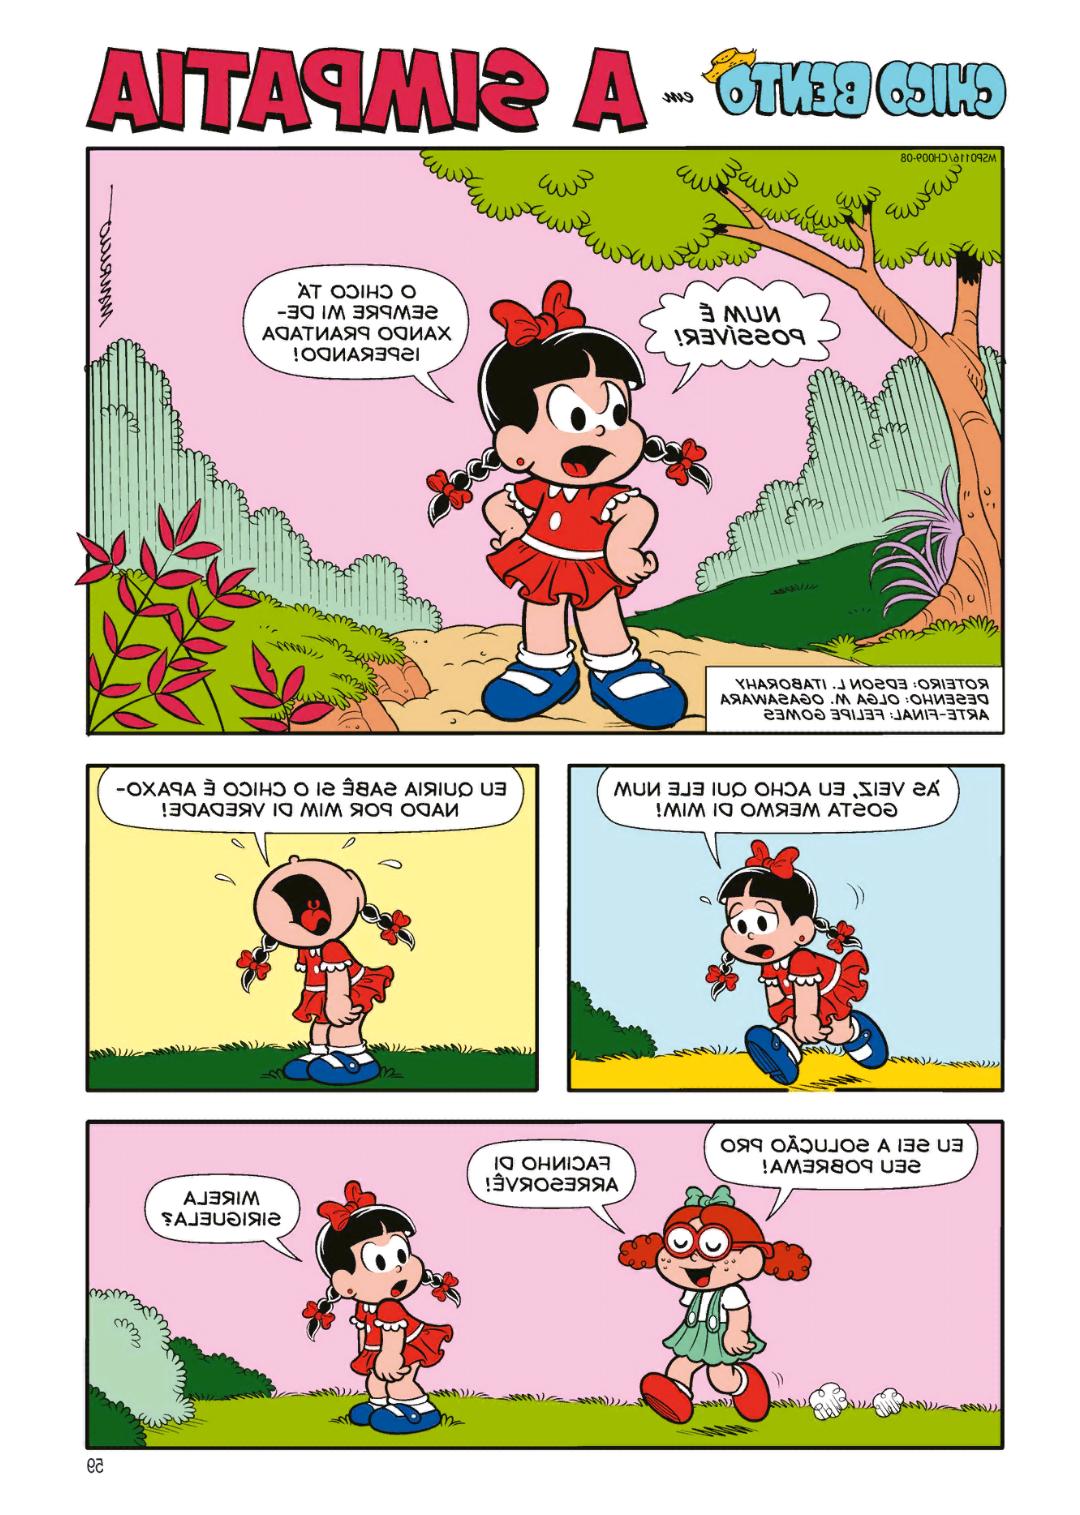 CHICO BENTO
em
A SIMPATIA
MSP0116/CH009-08
NUM É
POSSÍVER!
O CHICO TÁ
SEMPRE MI DE-
XANDO PRANTADA
ISPERANDO!
ROTEIRO: EDSON L. ITABORAHY
DESENHO: OLGA M. OGASAWARA
ARTE-FINAL: FELIPE GOMES
ÀS VEIZ, EU ACHO QUI ELE NUM
GOSTA MERMO DI MIM!
EU QUIRIA SABÊ SI O CHICO É APAXO-
NADO POR MIM DI VREDADE!
EU SEI A SOLUÇÃO PRO
SEU POBREMA!
FACINHO DI
ARRESORVÊ!
MIRELA
SIRIGUELA?
59